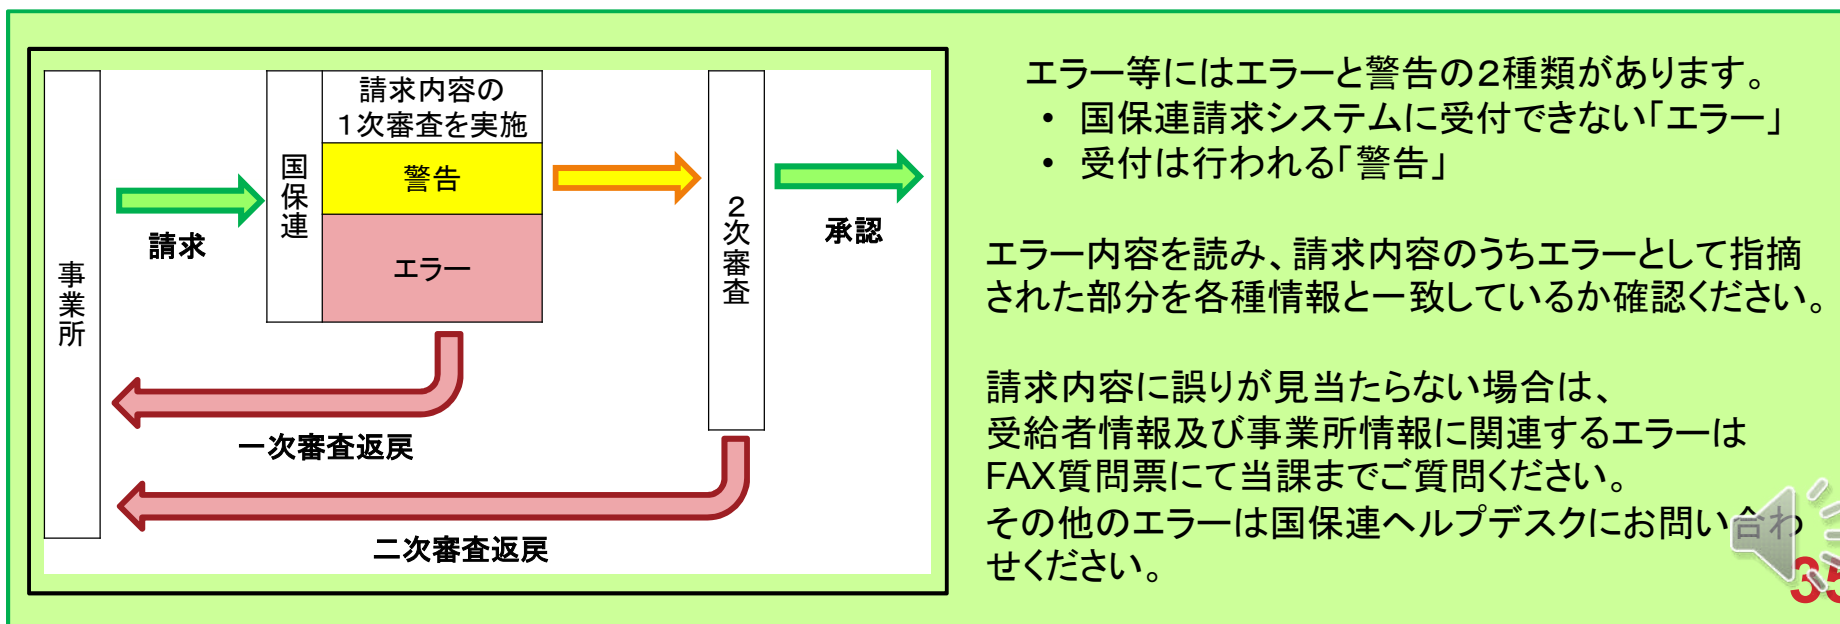 請求内容の
1次審査を実施
国保連
警告
エラー
請求
事業所
2次審査
承認
一次審査返戻
二次審査返戻
エラー等にはエラーと警告の2種類があります。
• 国保連請求システムに受付できない「エラー」
• 受付は行われる「警告」
エラー内容を読み、請求内容のうちエラーとして指摘
された部分を各種情報と一致しているか確認ください。
請求内容に誤りが見当たらない場合は、
受給者情報及び事業所情報に関連するエラーは
FAX質問票にて当課までご質問ください。
その他のエラーは国保連ヘルプデスクにお問い合わ
せください。
35